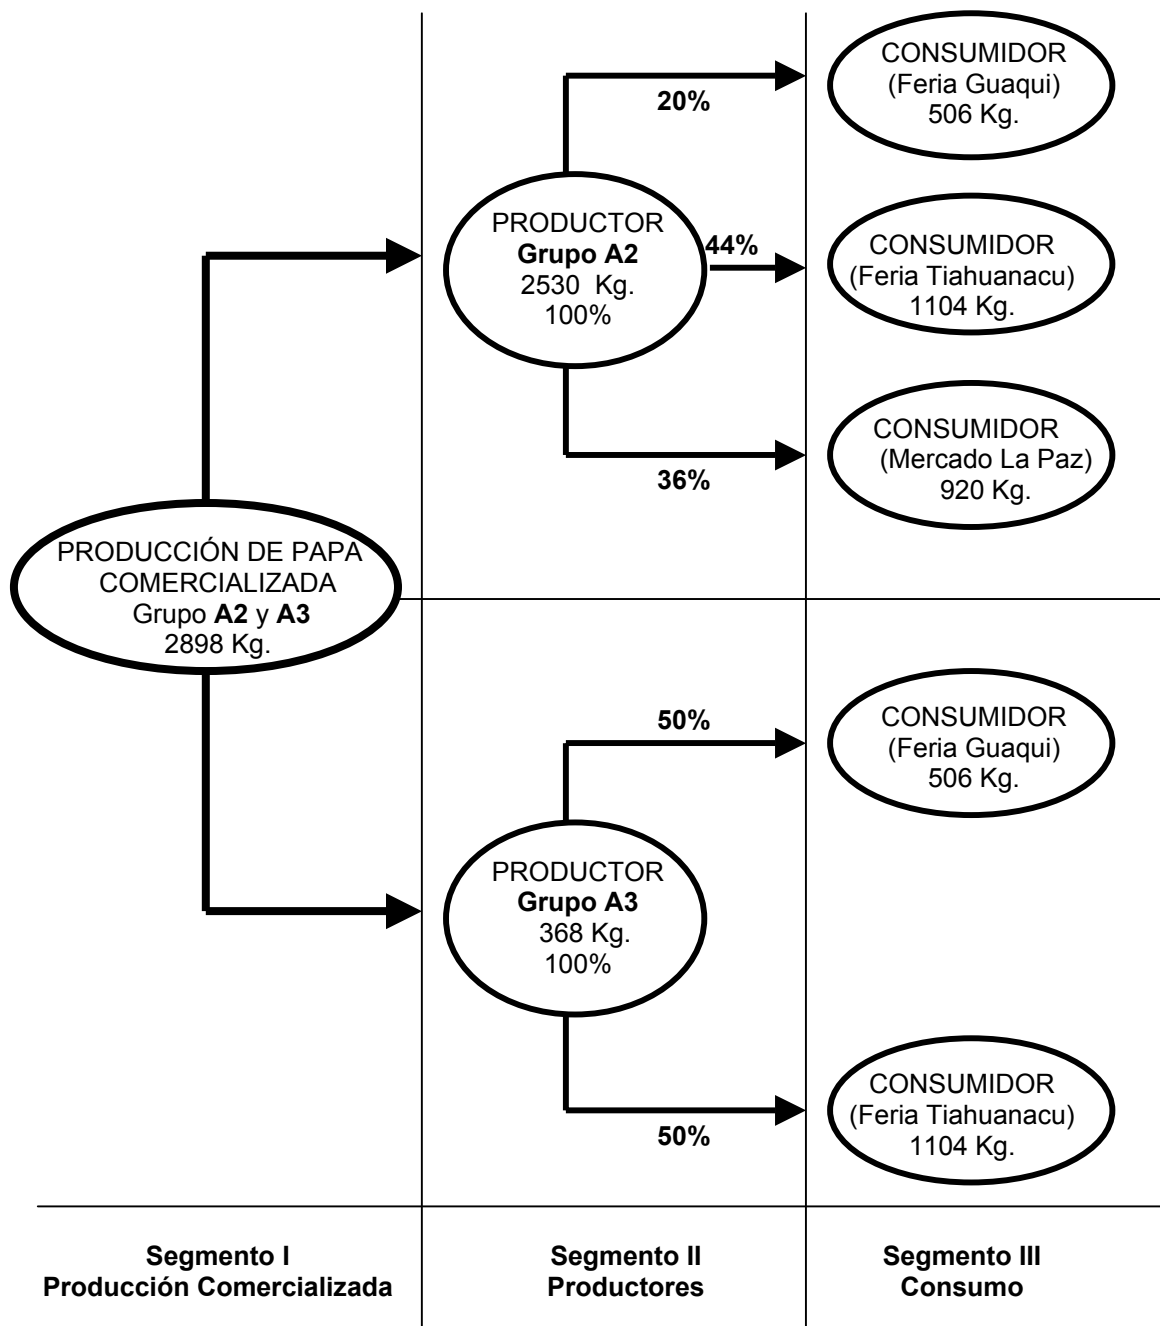 CONSUMIDOR
(Feria Guaqui)
506 Kg.
20%
PRODUCTOR
Grupo A2
2530 Kg.
100%
44%
CONSUMIDOR
(Feria Tiahuanacu)
1104 Kg.
CONSUMIDOR
(Mercado La Paz)
920 Kg.
36%
PRODUCCIÓN DE PAPA
COMERCIALIZADA
Grupo A2 y A3
2898 Kg.
50%
CONSUMIDOR
(Feria Guaqui)
506 Kg.
PRODUCTOR
Grupo A3
368 Kg.
100%
CONSUMIDOR
(Feria Tiahuanacu)
1104 Kg.
50%
Segmento I
Producción Comercializada
Segmento II
Productores
Segmento III
Consumo